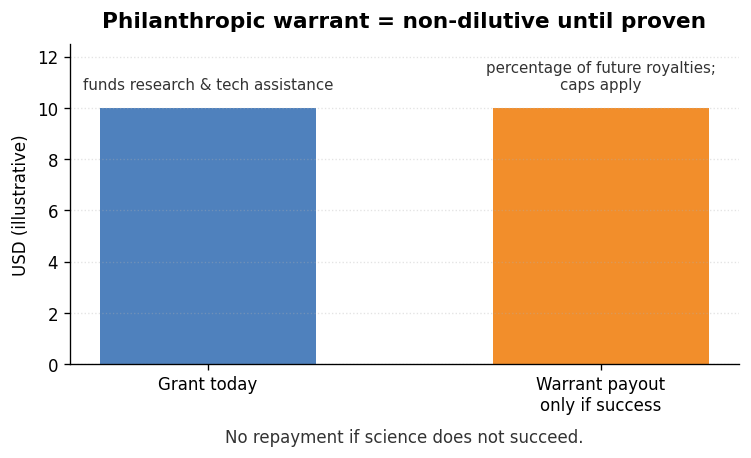 Philanthropic warrant = non-dilutive until proven
USD (illustrative)
12
10
8
6
4
2
0
funds research & tech assistance
percentage of future royalties;
caps apply
Grant today
Warrant payout
only if success
No repayment if science does not succeed.